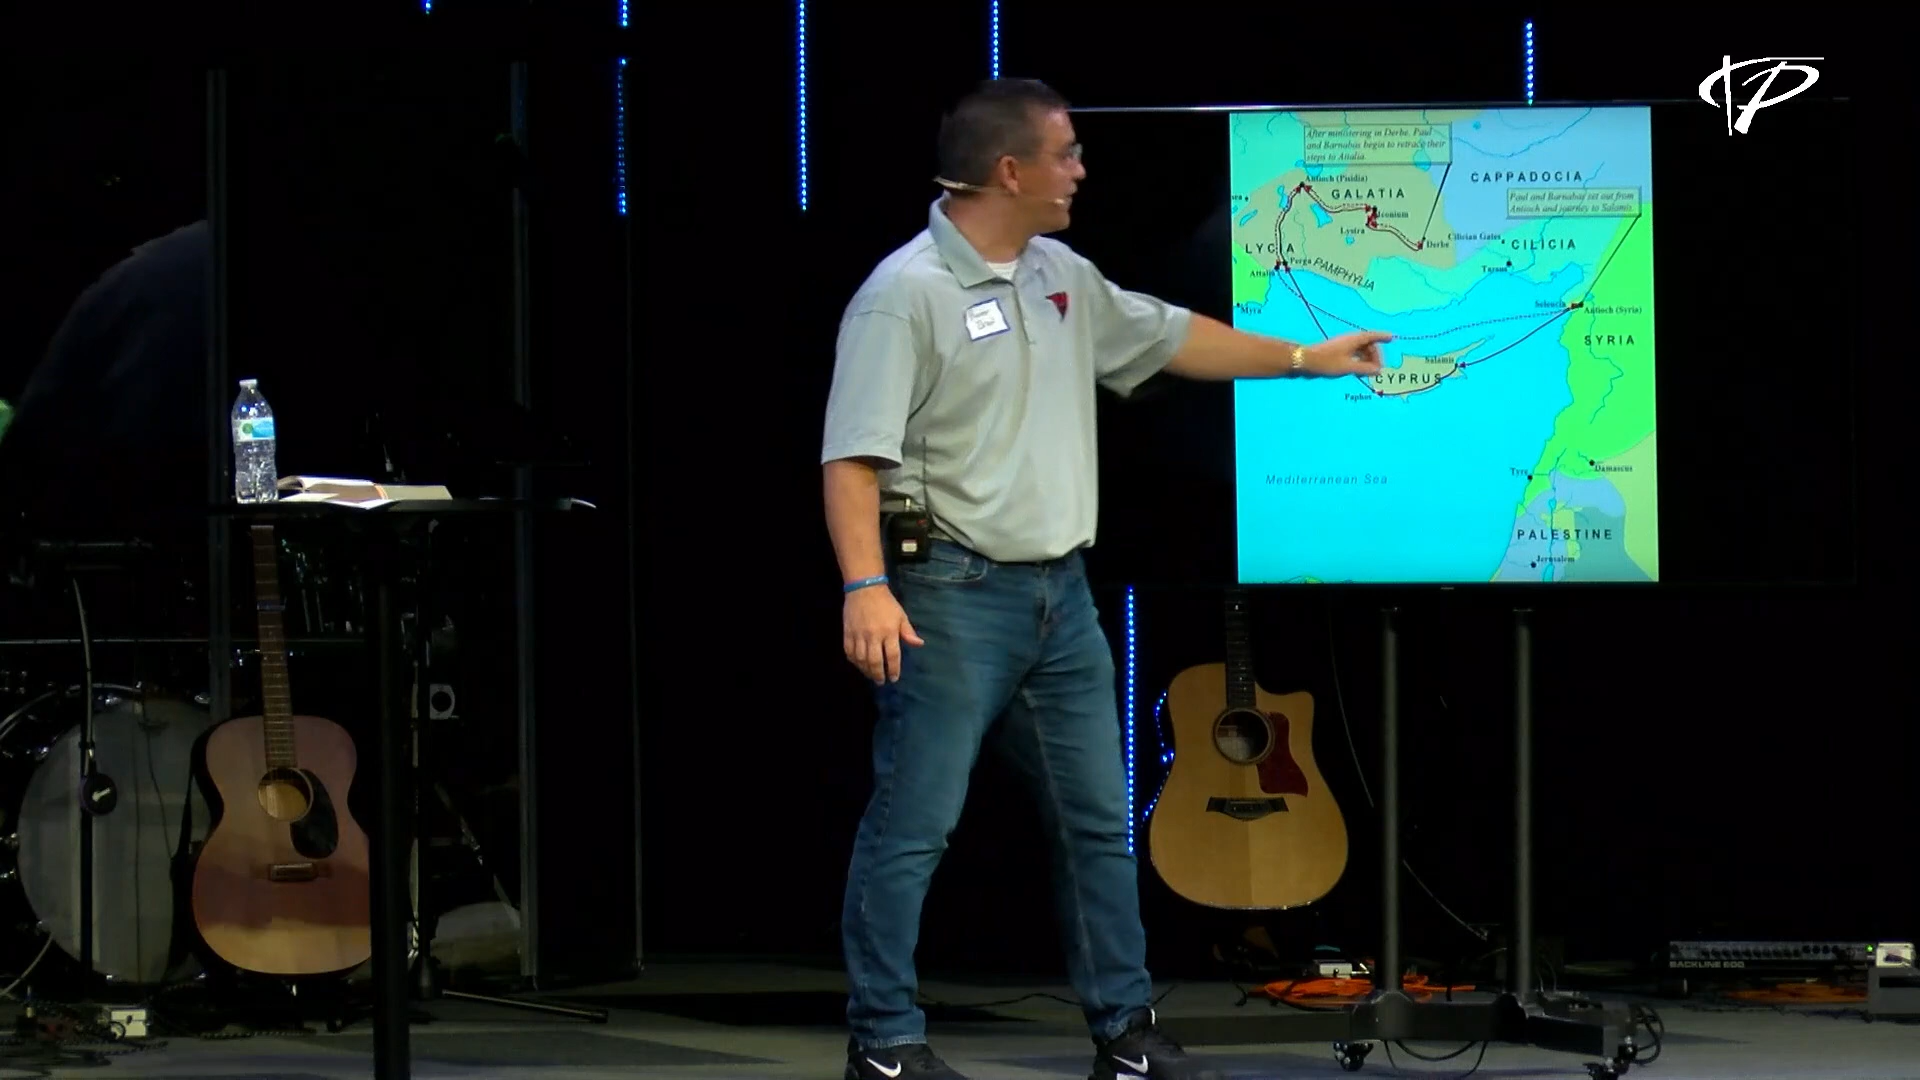 After ministering in Derbe, Paul
and Barnabas begin to retrace their
steps to Attalia.
CAPPADOCIA
Antioch (Pisidia)
GALATIA
Paul and Barnabas set out from
Antioch and journey to Salamis.
Iconium
Lystra
Derbe
Cilician Gates
CILICIA
LYCIA
Perga
PAMPHYLIA
Attalia
Tarsus
Myra
Seleucia
Antioch (Syria)
SYRIA
Salamis
CYPRUS
Paphos
Mediterranean Sea
Tyre
Damascus
PALESTINE
Jerusalem
BACKLINE 600